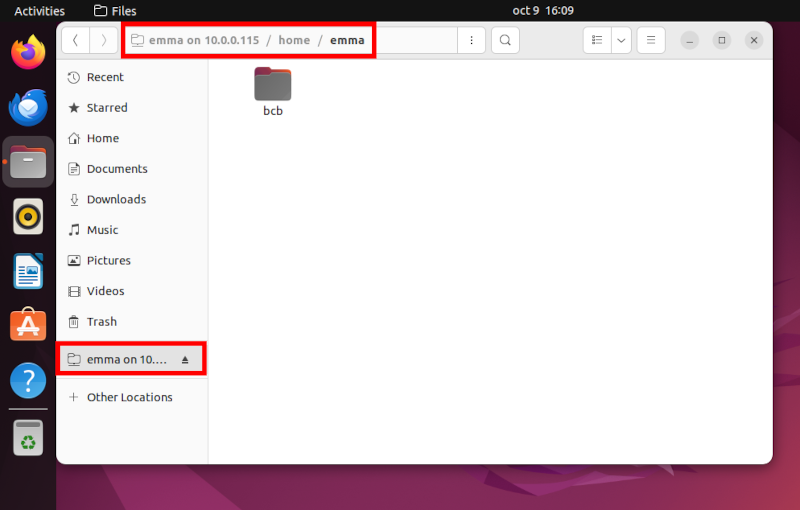 Activities Files oct 9 16:09
emma on 10.0.0.115 / home / emma
Recent
Starred
Home
Documents
Downloads
Music
Pictures
Videos
Trash
emma on 10....
Other Locations
bcb